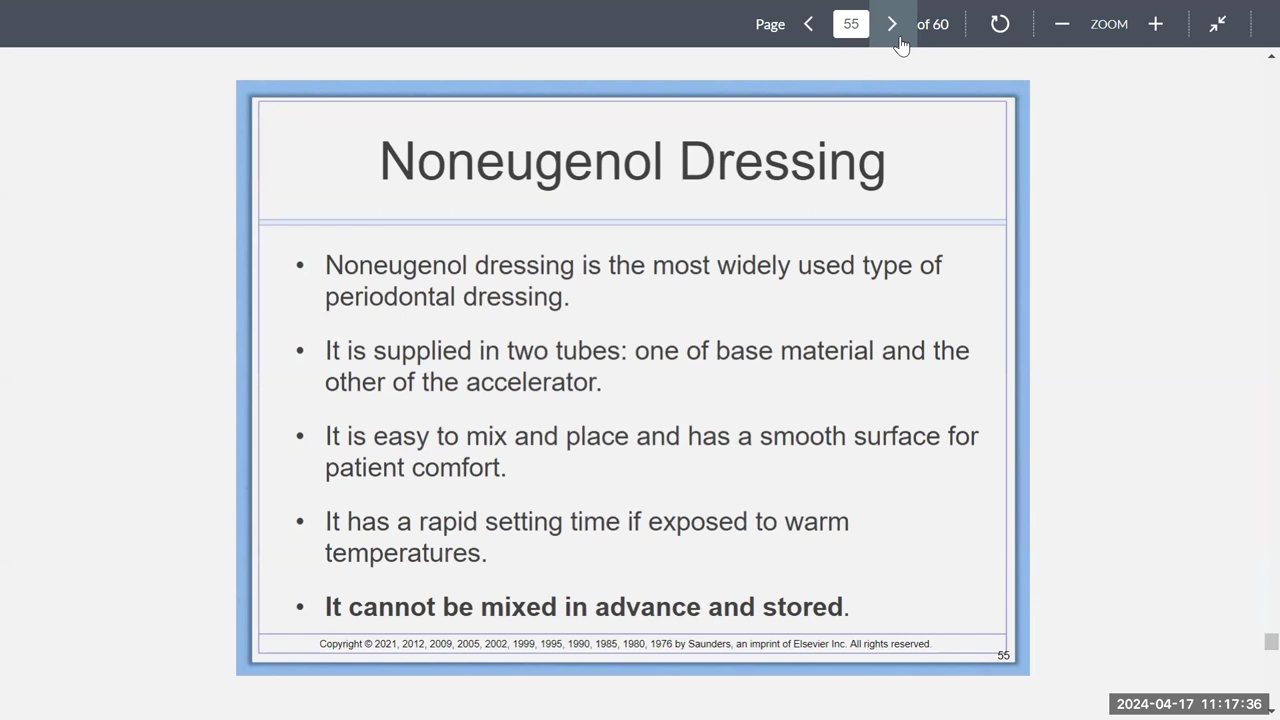 Page 55 of 60 ZOOM
Noneugenol Dressing
• Noneugenol dressing is the most widely used type of
periodontal dressing.
• It is supplied in two tubes: one of base material and the
other of the accelerator.
• It is easy to mix and place and has a smooth surface for
patient comfort.
• It has a rapid setting time if exposed to warm
temperatures.
• It cannot be mixed in advance and stored.
Copyright © 2021, 2012, 2009, 2005, 2002, 1999, 1995, 1990, 1985, 1980, 1976 by Saunders, an imprint of Elsevier Inc. All rights reserved.
55
2024-04-17 11:17:36